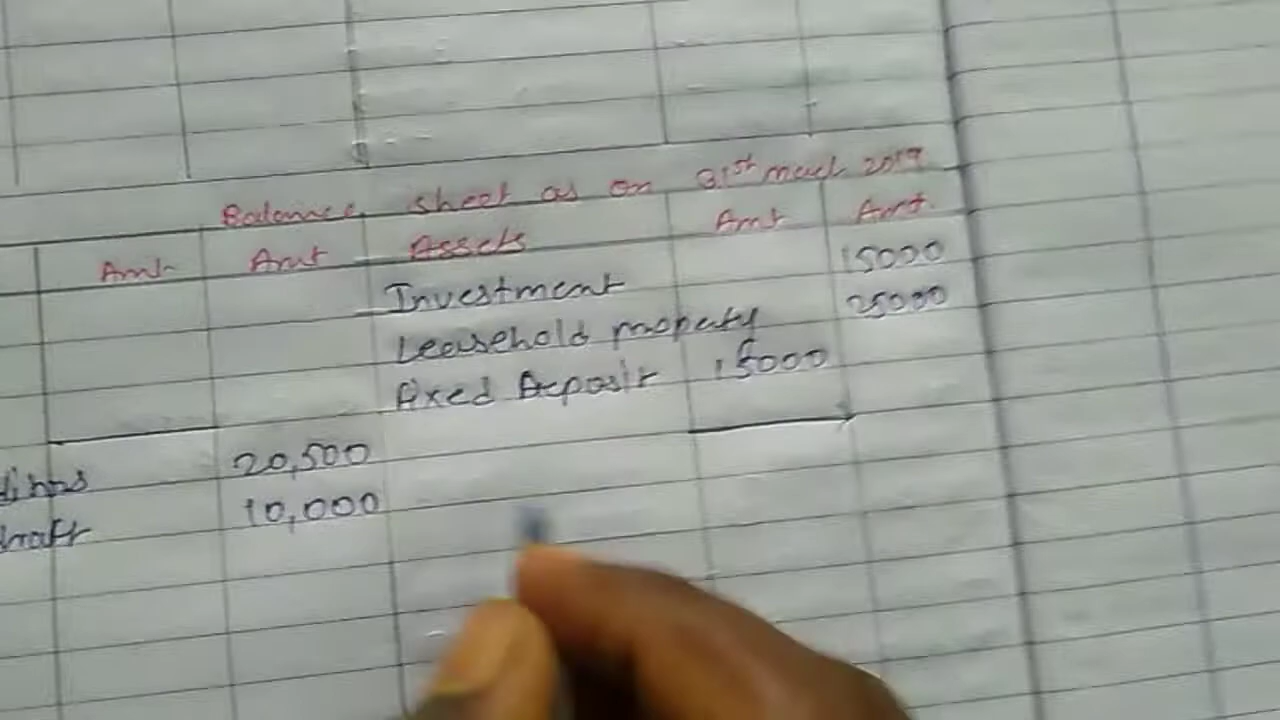 Balance sheet as on 31st march 2019
Amt Amt Assets Amt Amt
Investment 15000
Leasehold property 25000
Fixed Deposit 15000
20,500
10,000